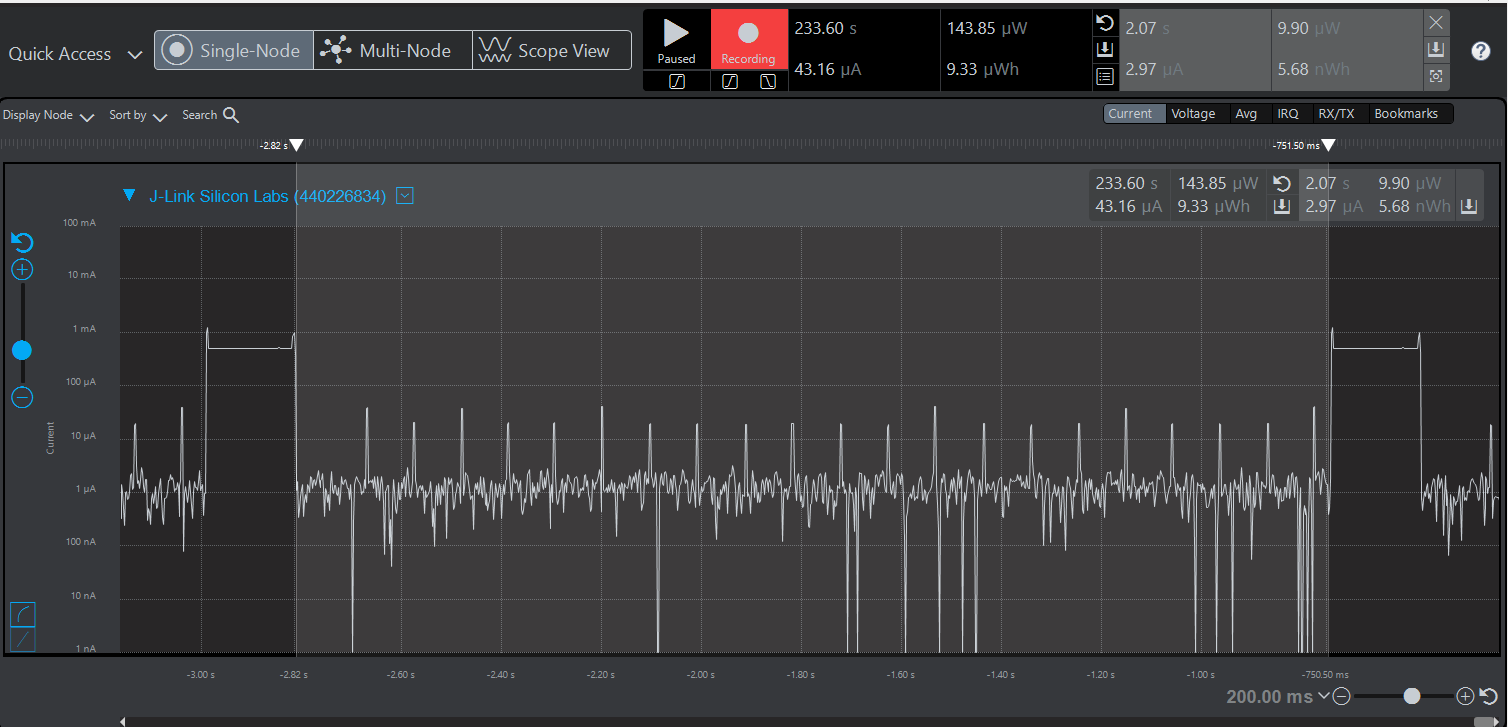 Quick Access
Single-Node
Multi-Node
Scope View
Paused
Recording
233.60 s
143.85 µW
43.16 µA
9.33 µWh
2.07 s
9.90 µW
2.97 µA
5.68 nWh
?
Display Node
Sort by
Search
Current
Voltage
Avg
IRQ
RX/TX
Bookmarks
-2.82 s
-751.50 ms
J-Link Silicon Labs (440226834)
233.60 s 143.85 µW
43.16 µA 9.33 µWh
2.07 s 9.90 µW
2.97 µA 5.68 nWh
100 mA
10 mA
1 mA
100 µA
10 µA
1 µA
100 nA
10 nA
1 nA
Current
-3.00 s
-2.82 s
-2.60 s
-2.40 s
-2.20 s
-2.00 s
-1.80 s
-1.60 s
-1.40 s
-1.20 s
-1.00 s
-750.50 ms
200.00 ms